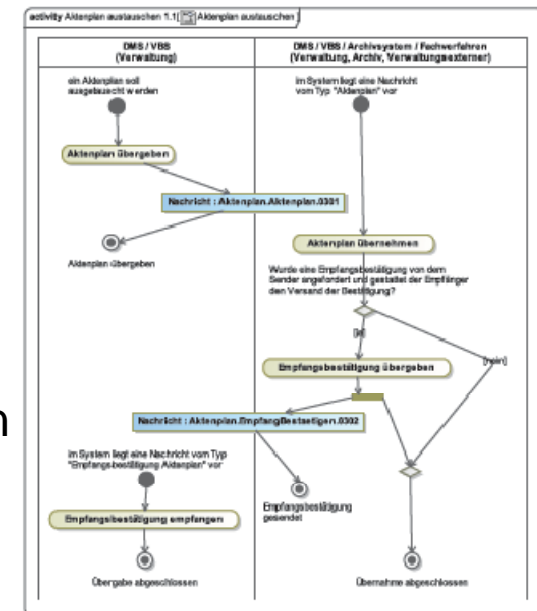 activity Aktenplan austauschen 1.1[ Aktenplan austauschen ]
DMS / VBS
(Verwaltung)
DMS / VBS / Archivsystem / Fachverfahren
(Verwaltung, Archiv, Verwaltungsexterner)
ein Aktenplan soll
ausgetauscht werden
im System liegt eine Nachricht
vom Typ "Aktenplan" vor
Aktenplan übergeben
Nachricht : Aktenplan.Aktenplan.0301
Aktenplan übergeben
Aktenplan übernehmen
Wurde eine Empfangsbestätigung von dem
Sender angefordert und gestattet der Empfänger
den Versand der Bestätigung?
[ja]
[nein]
Empfangsbestätigung übergeben
n
Nachricht : Aktenplan.EmpfangBestaetigen.0302
im System liegt eine Nachricht vom Typ
"Empfangsbestätigung Aktenplan" vor
Empfangsbestätigung
gesendet
Empfangsbestätigung empfangen
Übergabe abgeschlossen
Übernahme abgeschlossen